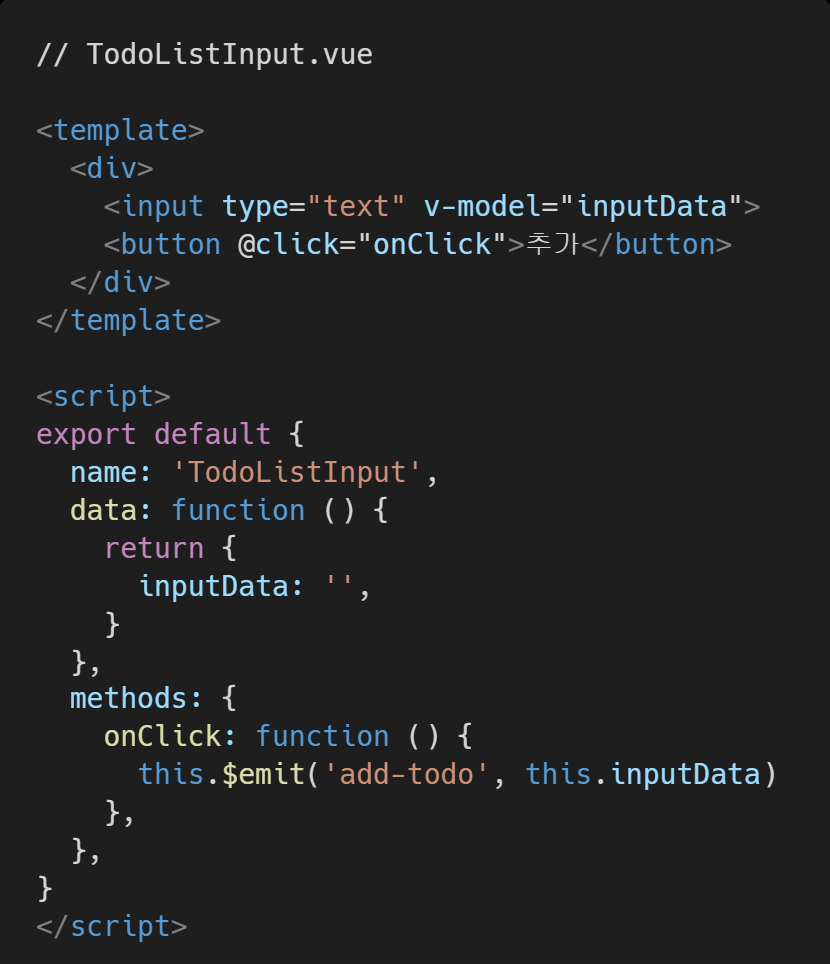 // TodoListInput.vue
<template>
<div>
<input type="text" v-model="inputData">
<button @click="onClick">추가</button>
</div>
</template>
<script>
export default {
name: 'TodoListInput',
data: function () {
return {
inputData: '',
}
},
methods: {
onClick: function () {
this.$emit('add-todo', this.inputData)
},
},
}
</script>